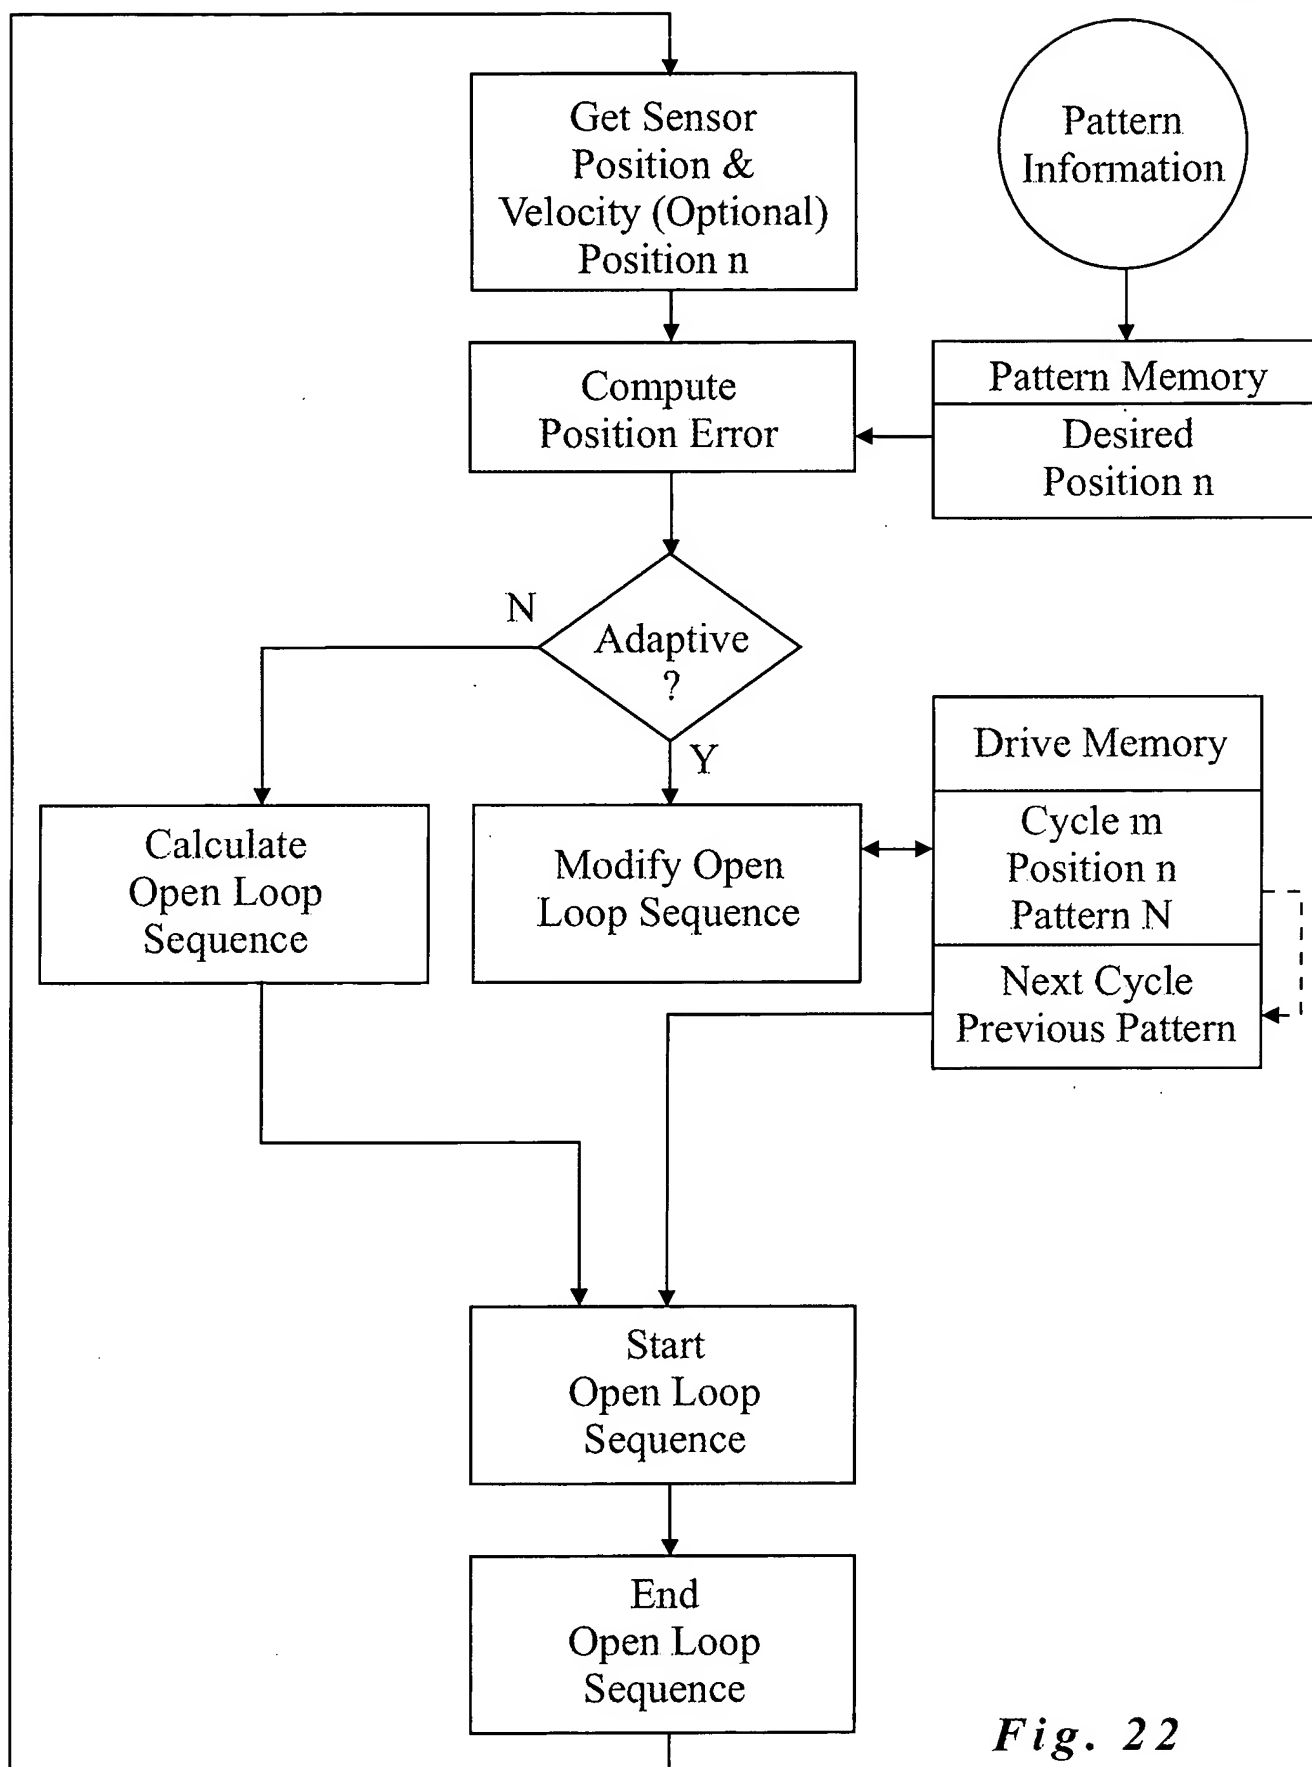 Get Sensor
Position &
Velocity (Optional)
Position n
Pattern
Information
Compute
Position Error
Pattern Memory
Desired
Position n
N
Adaptive
?
Y
Drive Memory
Cycle m
Position n
Pattern N
Next Cycle
Previous Pattern
Calculate
Open Loop
Sequence
Modify Open
Loop Sequence
Start
Open Loop
Sequence
End
Open Loop
Sequence
Fig. 22